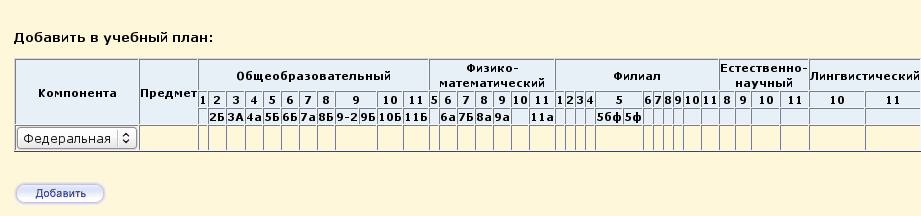 Добавить в учебный план:
Компонента Предмет Общеобразовательный Физико-математический Филиал Естественно-научный Лингвистический
1 2 3 4 5 6 7 8 9 10 11 5 6 7 8 9 10 11 1 2 3 4 5 6 7 8 9 10 11 8 9 10 11 10 11
2Б 3А 4а 5Б 6Б 7а 8Б 9-2 9Б 10Б 11Б 6а 7Б 8а 9а 11а 5бф 5ф
Федеральная
Добавить